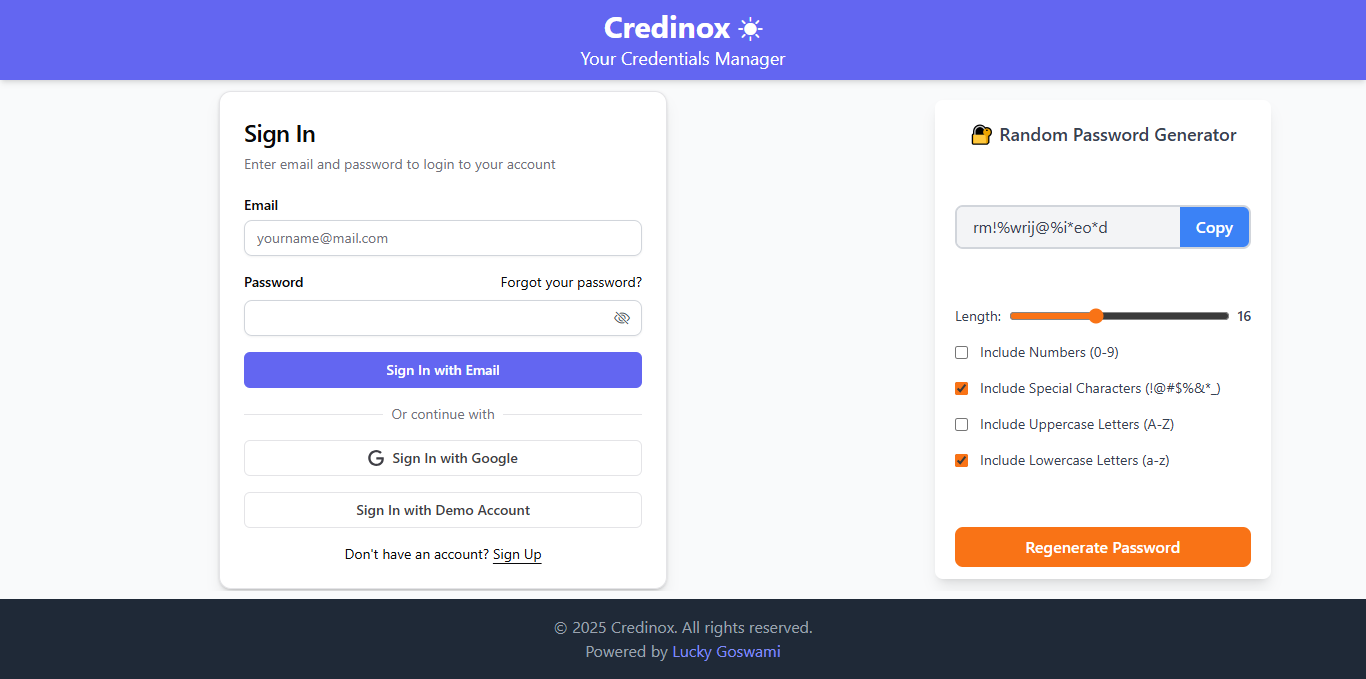 Credinox
Your Credentials Manager
Sign In
Enter email and password to login to your account
Email
yourname@mail.com
Password
Forgot your password?
Sign In with Email
Or continue with
Sign In with Google
Sign In with Demo Account
Don't have an account? Sign Up
Random Password Generator
rm!%wrij@%i*eo*d
Copy
Length:
16
Include Numbers (0-9)
Include Special Characters (!@#$%&*_)
Include Uppercase Letters (A-Z)
Include Lowercase Letters (a-z)
Regenerate Password
© 2025 Credinox. All rights reserved.
Powered by Lucky Goswami